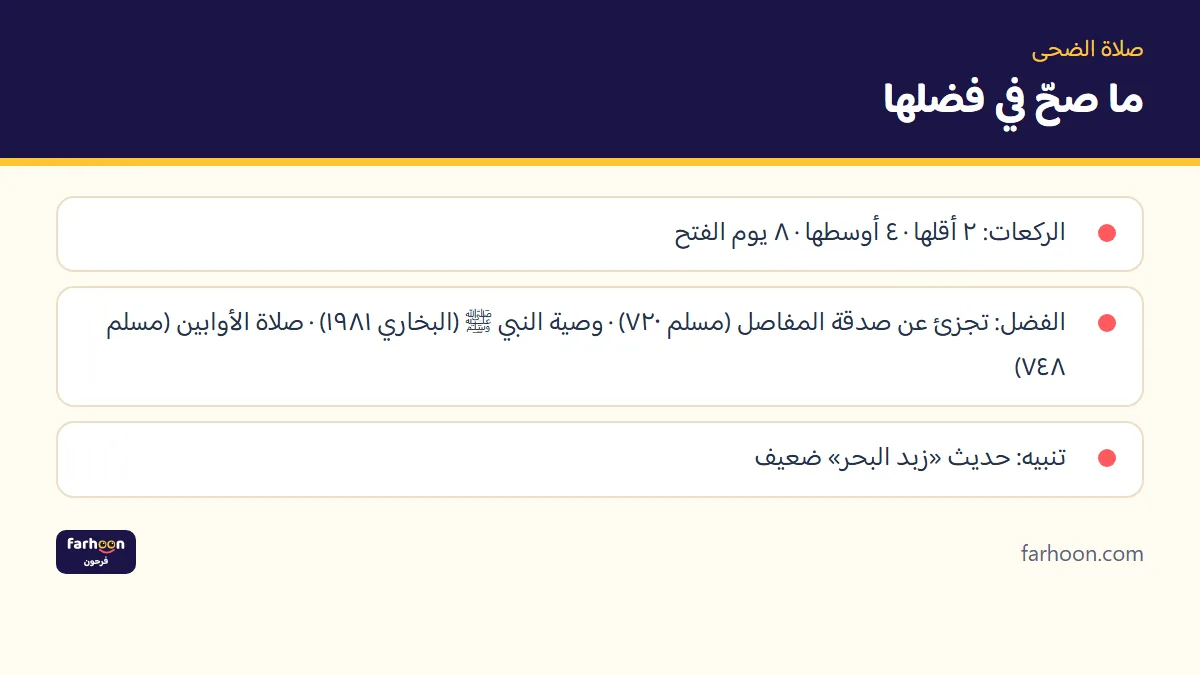 صلاة الضحى
ما صحّ في فضلها
الركعات: ٢ أقلها · ٤ أوسطها · ٨ يوم الفتح
الفضل: تجزئ عن صدقة المفاصل (مسلم ٧٢٠) · وصية النبي ﷺ (البخاري ١٩٨١) · صلاة الأوابين (مسلم
٧٤٨)
تنبيه: حديث «زبد البحر» ضعيف
farhoon.com
farhoon
فرحون